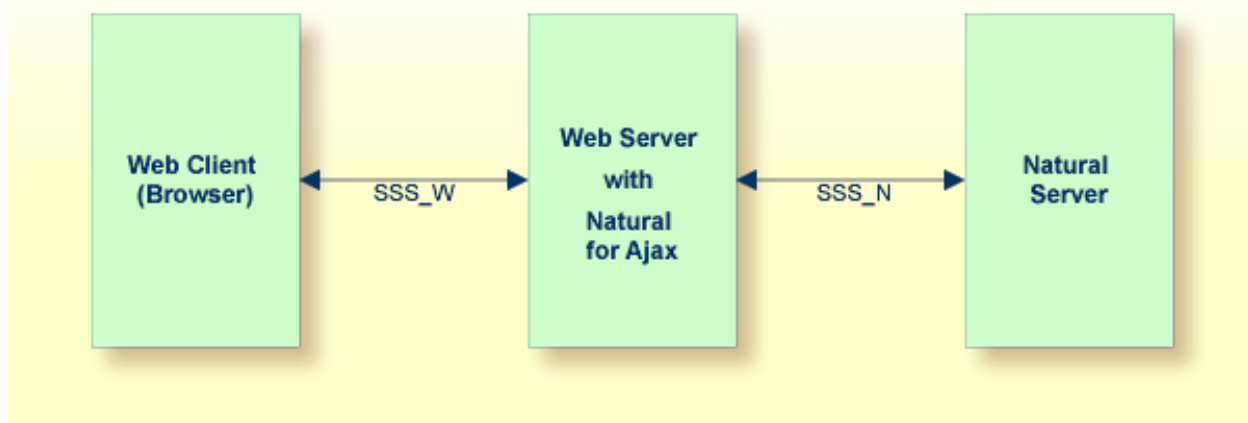 Web Client
(Browser)
SSS_W
Web Server
with
Natural
for Ajax
SSS_N
Natural
Server